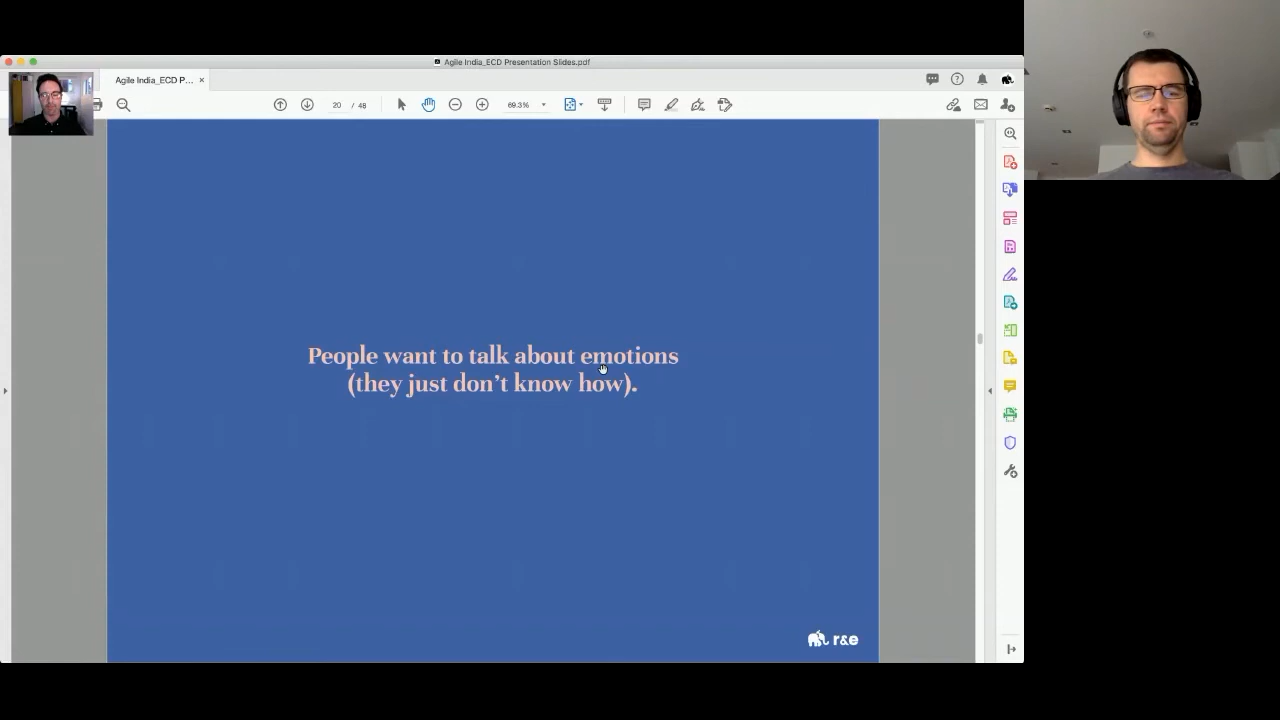 Agile India_ECD Presentation Slides.pdf
Agile India_ECD P... ×
20 / 48
69.3%
People want to talk about emotions
(they just don’t know how).
r&e